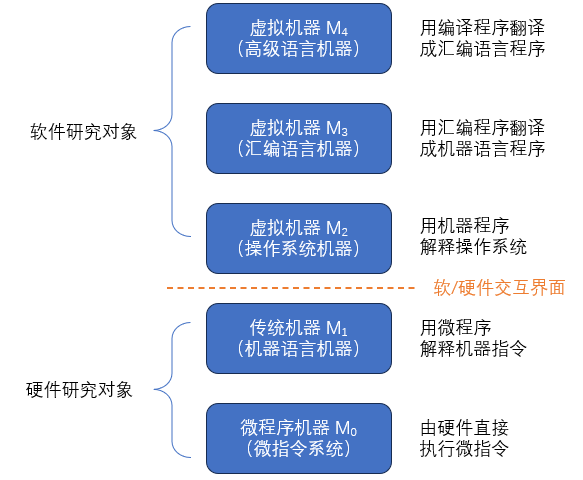 虚拟机器 M₄
（高级语言机器）
用编译程序翻译
成汇编语言程序
软件研究对象
虚拟机器 M₃
（汇编语言机器）
用汇编程序翻译
成机器语言程序
虚拟机器 M₂
（操作系统机器）
用机器程序
解释操作系统
软/硬件交互界面
传统机器 M₁
（机器语言机器）
用微程序
解释机器指令
硬件研究对象
微程序机器 M₀
（微指令系统）
由硬件直接
执行微指令